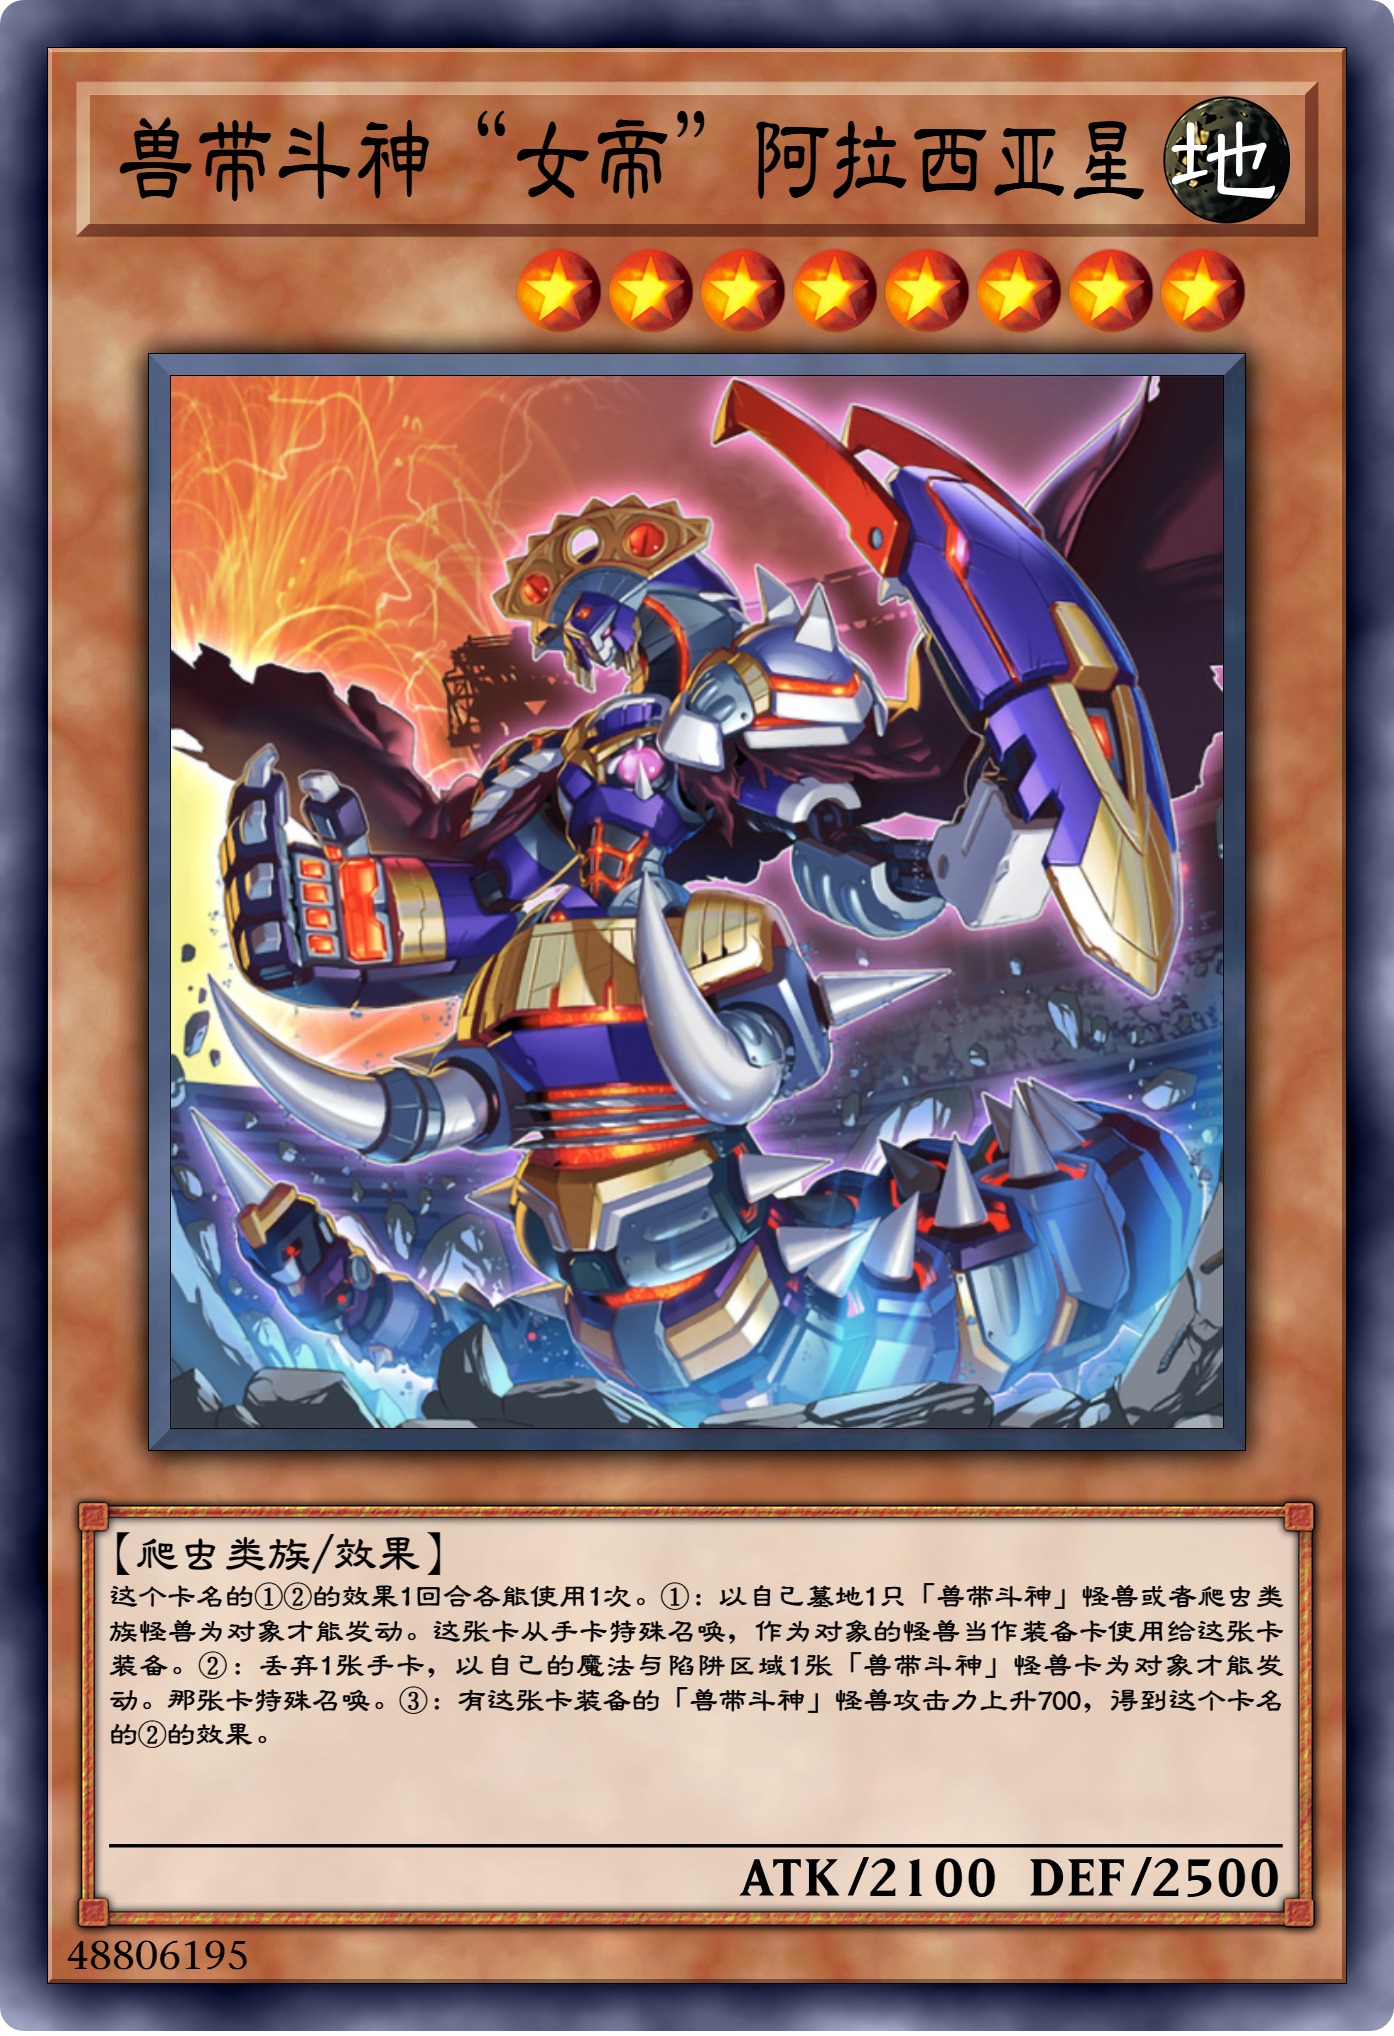 兽带斗神“女帝”阿拉西亚星
地
【爬虫类族/效果】
这个卡名的①②的效果1回合各能使用1次。①：以自己墓地1只「兽带斗神」怪兽或者爬虫类
族怪兽为对象才能发动。这张卡从手卡特殊召唤，作为对象的怪兽当作装备卡使用给这张卡
装备。②：丢弃1张手卡，以自己的魔法与陷阱区域1张「兽带斗神」怪兽卡为对象才能发
动。那张卡特殊召唤。③：有这张卡装备的「兽带斗神」怪兽攻击力上升700，得到这个卡名
的②的效果。
ATK/2100 DEF/2500
48806195